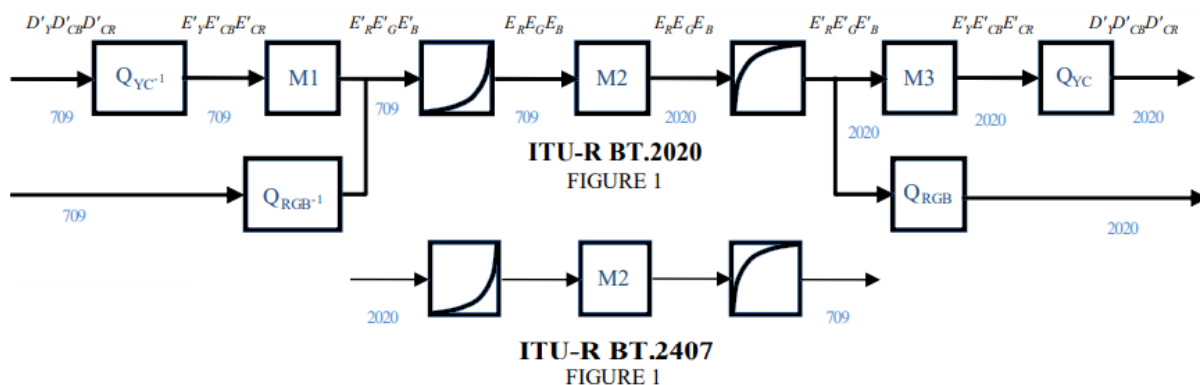 D'YD'CBD'CR E'YE'CBE'CR E'RE'GE'B EREGEB EREGEB E'RE'GE'B E'YE'CBE'CR D'YD'CBD'CR
QYC-1 M1 M2 M3 QYC
709 709 709 709 2020 2020 2020 2020
ITU-R BT.2020
FIGURE 1
QRGB-1 QRGB
709 2020
M2
2020 709
ITU-R BT.2407
FIGURE 1